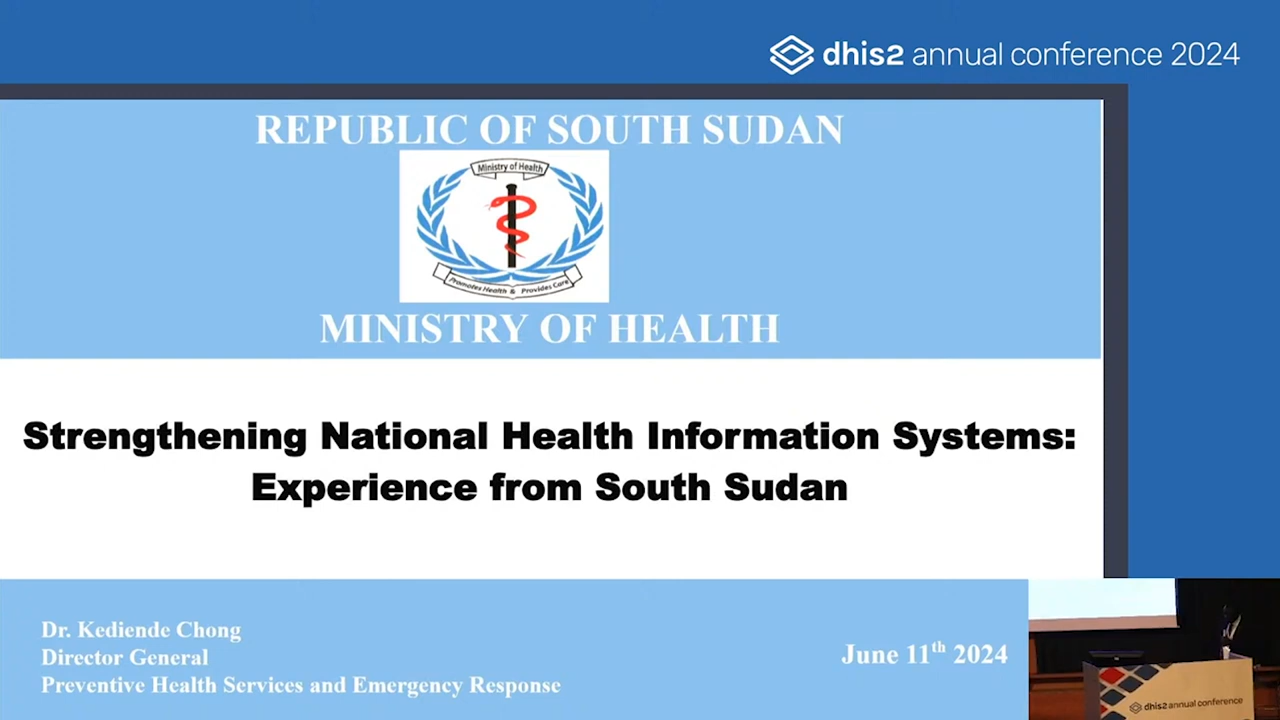 dhis2 annual conference 2024
REPUBLIC OF SOUTH SUDAN
Ministry of Health
Promotes Health & Provides Care
MINISTRY OF HEALTH
Strengthening National Health Information Systems:
Experience from South Sudan
Dr. Kediende Chong
Director General
Preventive Health Services and Emergency Response
June 11th 2024
dhis2 annual conference